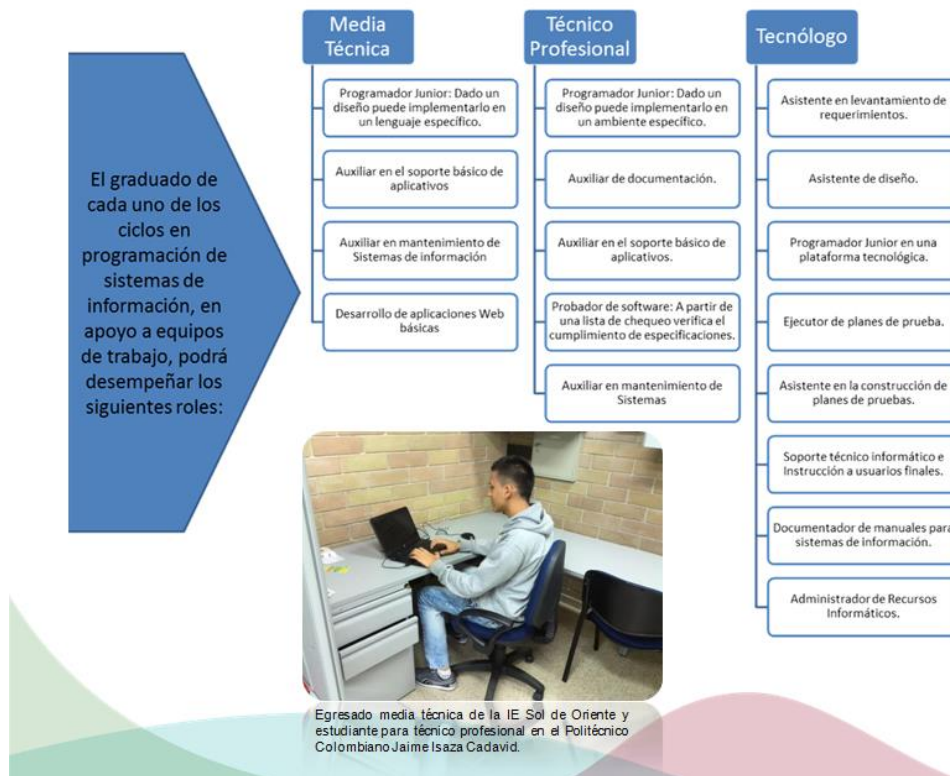 El graduado de
cada uno de los
ciclos en
programación de
sistemas de
información, en
apoyo a equipos
de trabajo, podrá
desempeñar los
siguientes roles:
Media
Técnica
Programador Junior: Dado un
diseño puede implementarlo en
un lenguaje específico.
Auxiliar en el soporte básico de
aplicativos
Auxiliar en mantenimiento de
Sistemas de información
Desarrollo de aplicaciones Web
básicas
Técnico
Profesional
Programador Junior: Dado un
diseño puede implementarlo en
un ambiente específico.
Auxiliar de documentación.
Auxiliar en el soporte básico de
aplicativos.
Probador de software: A partir de
una lista de chequeo verifica el
cumplimiento de especificaciones.
Auxiliar en mantenimiento de
Sistemas
Tecnólogo
Asistente en levantamiento de
requerimientos.
Asistente de diseño.
Programador Junior en una
plataforma tecnológica.
Ejecutor de planes de prueba.
Asistente en la construcción de
planes de pruebas.
Soporte técnico informático e
Instrucción a usuarios finales.
Documentador de manuales para
sistemas de información.
Administrador de Recursos
Informáticos.
Egresado media técnica de la IE Sol de Oriente y
estudiante para técnico profesional en el Politécnico
Colombiano Jaime Isaza Cadavid.